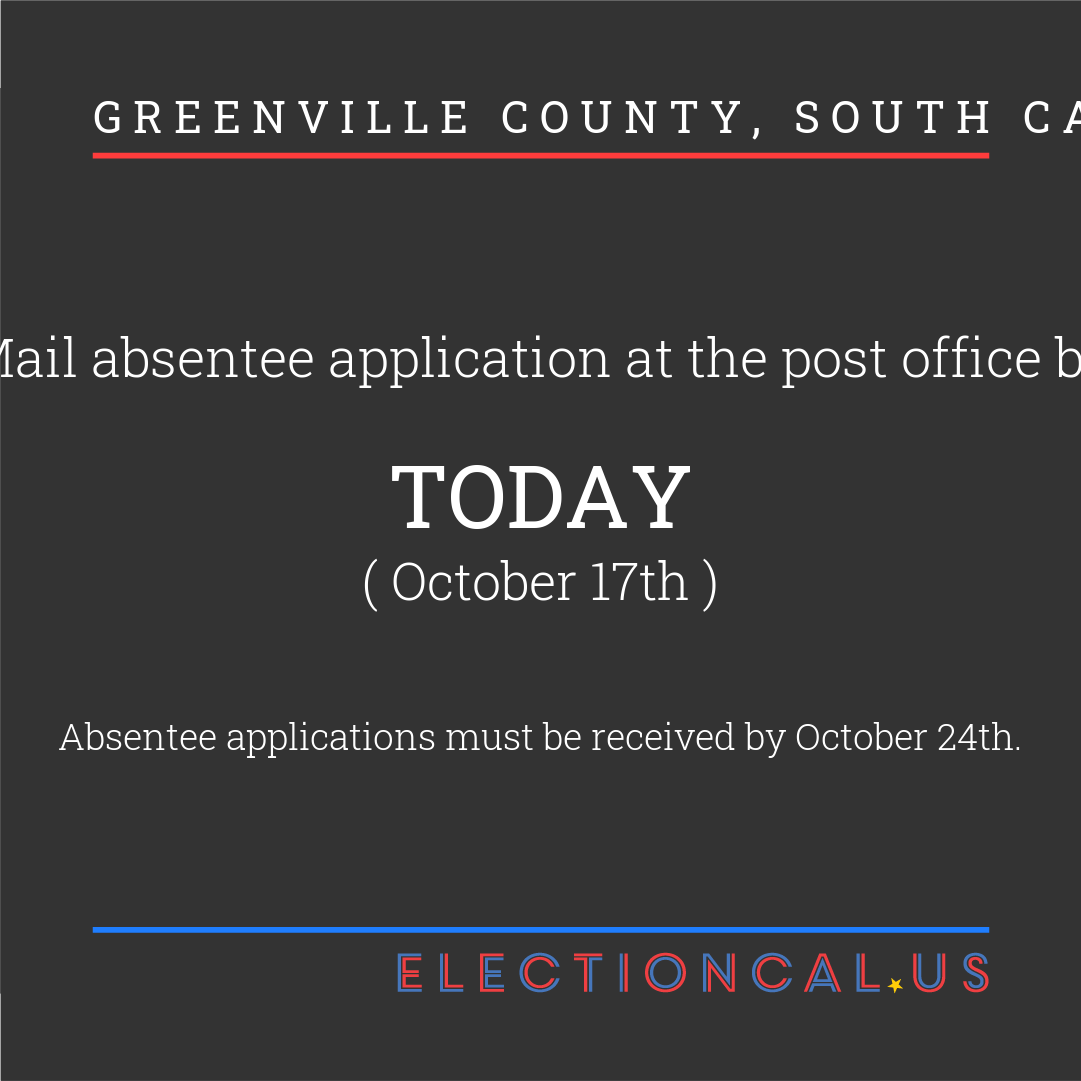 GREENVILLE COUNTY, SOUTH CA
Mail absentee application at the post office b
TODAY
( October 17th )
Absentee applications must be received by October 24th.
ELECTIONCAL.US